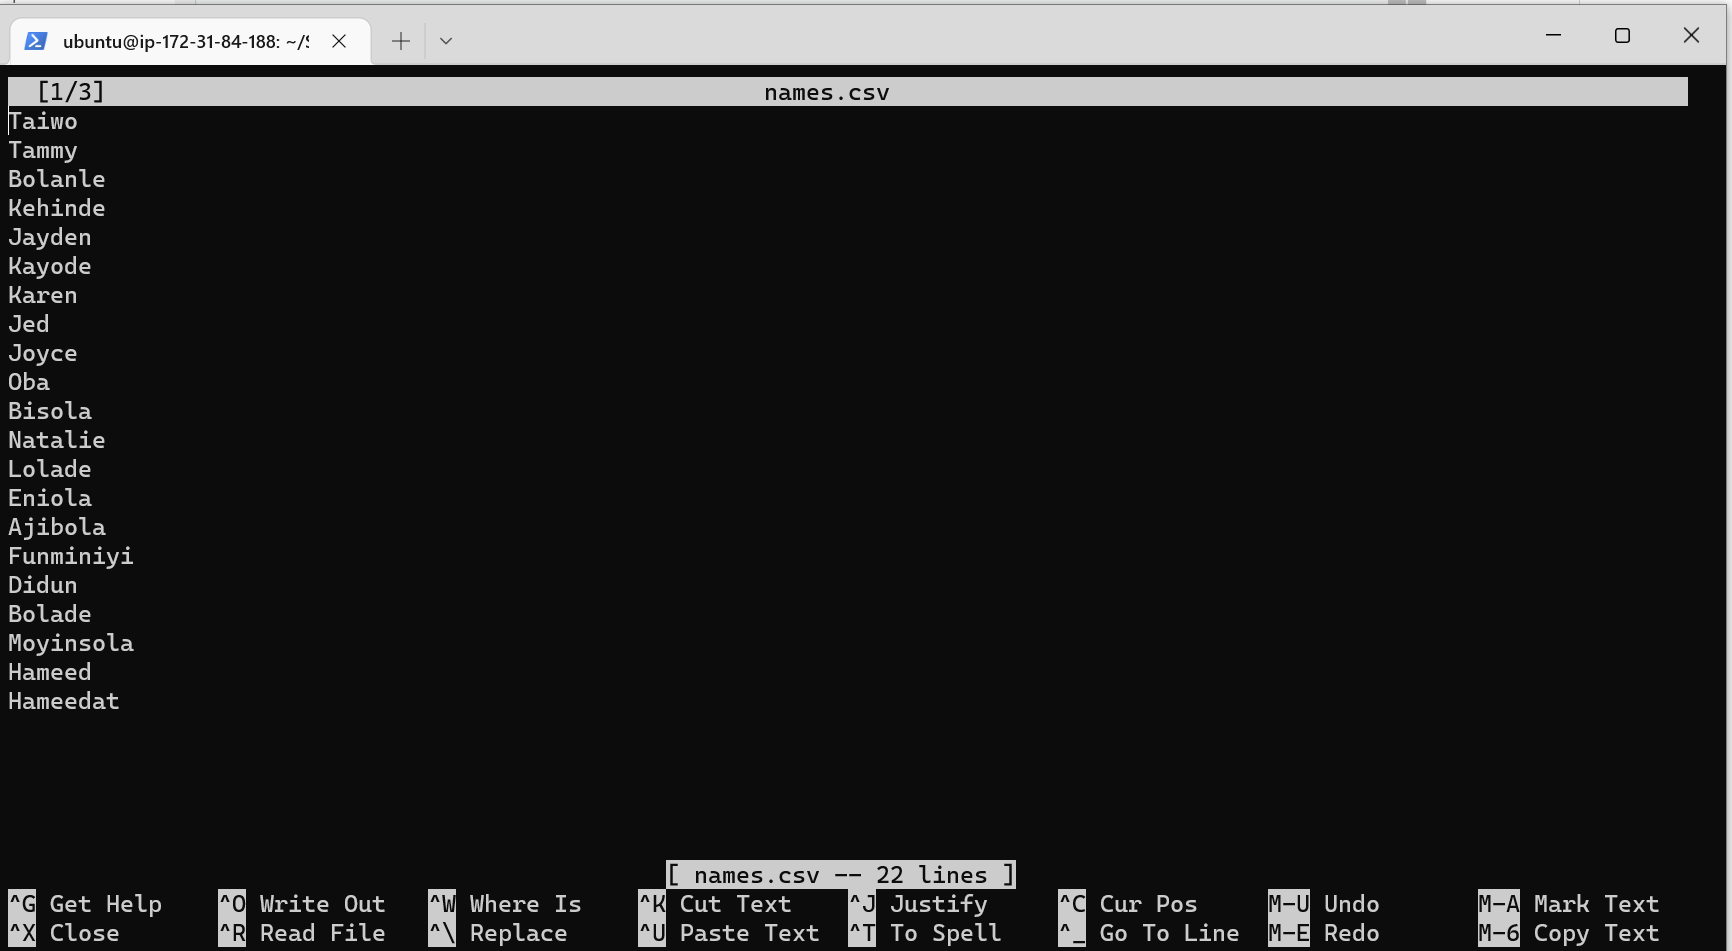 ubuntu@ip-172-31-84-188: ~/
[1/3] names.csv
Taiwo
Tammy
Bolanle
Kehinde
Jayden
Kayode
Karen
Jed
Joyce
Oba
Bisola
Natalie
Lolade
Eniola
Ajibola
Funminiyi
Didun
Bolade
Moyinsola
Hameed
Hameedat
[ names.csv -- 22 lines ]
^G Get Help ^O Write Out ^W Where Is ^K Cut Text ^J Justify ^C Cur Pos M-U Undo M-A Mark Text
^X Close ^R Read File ^\ Replace ^U Paste Text ^T To Spell ^_ Go To Line M-E Redo M-6 Copy Text